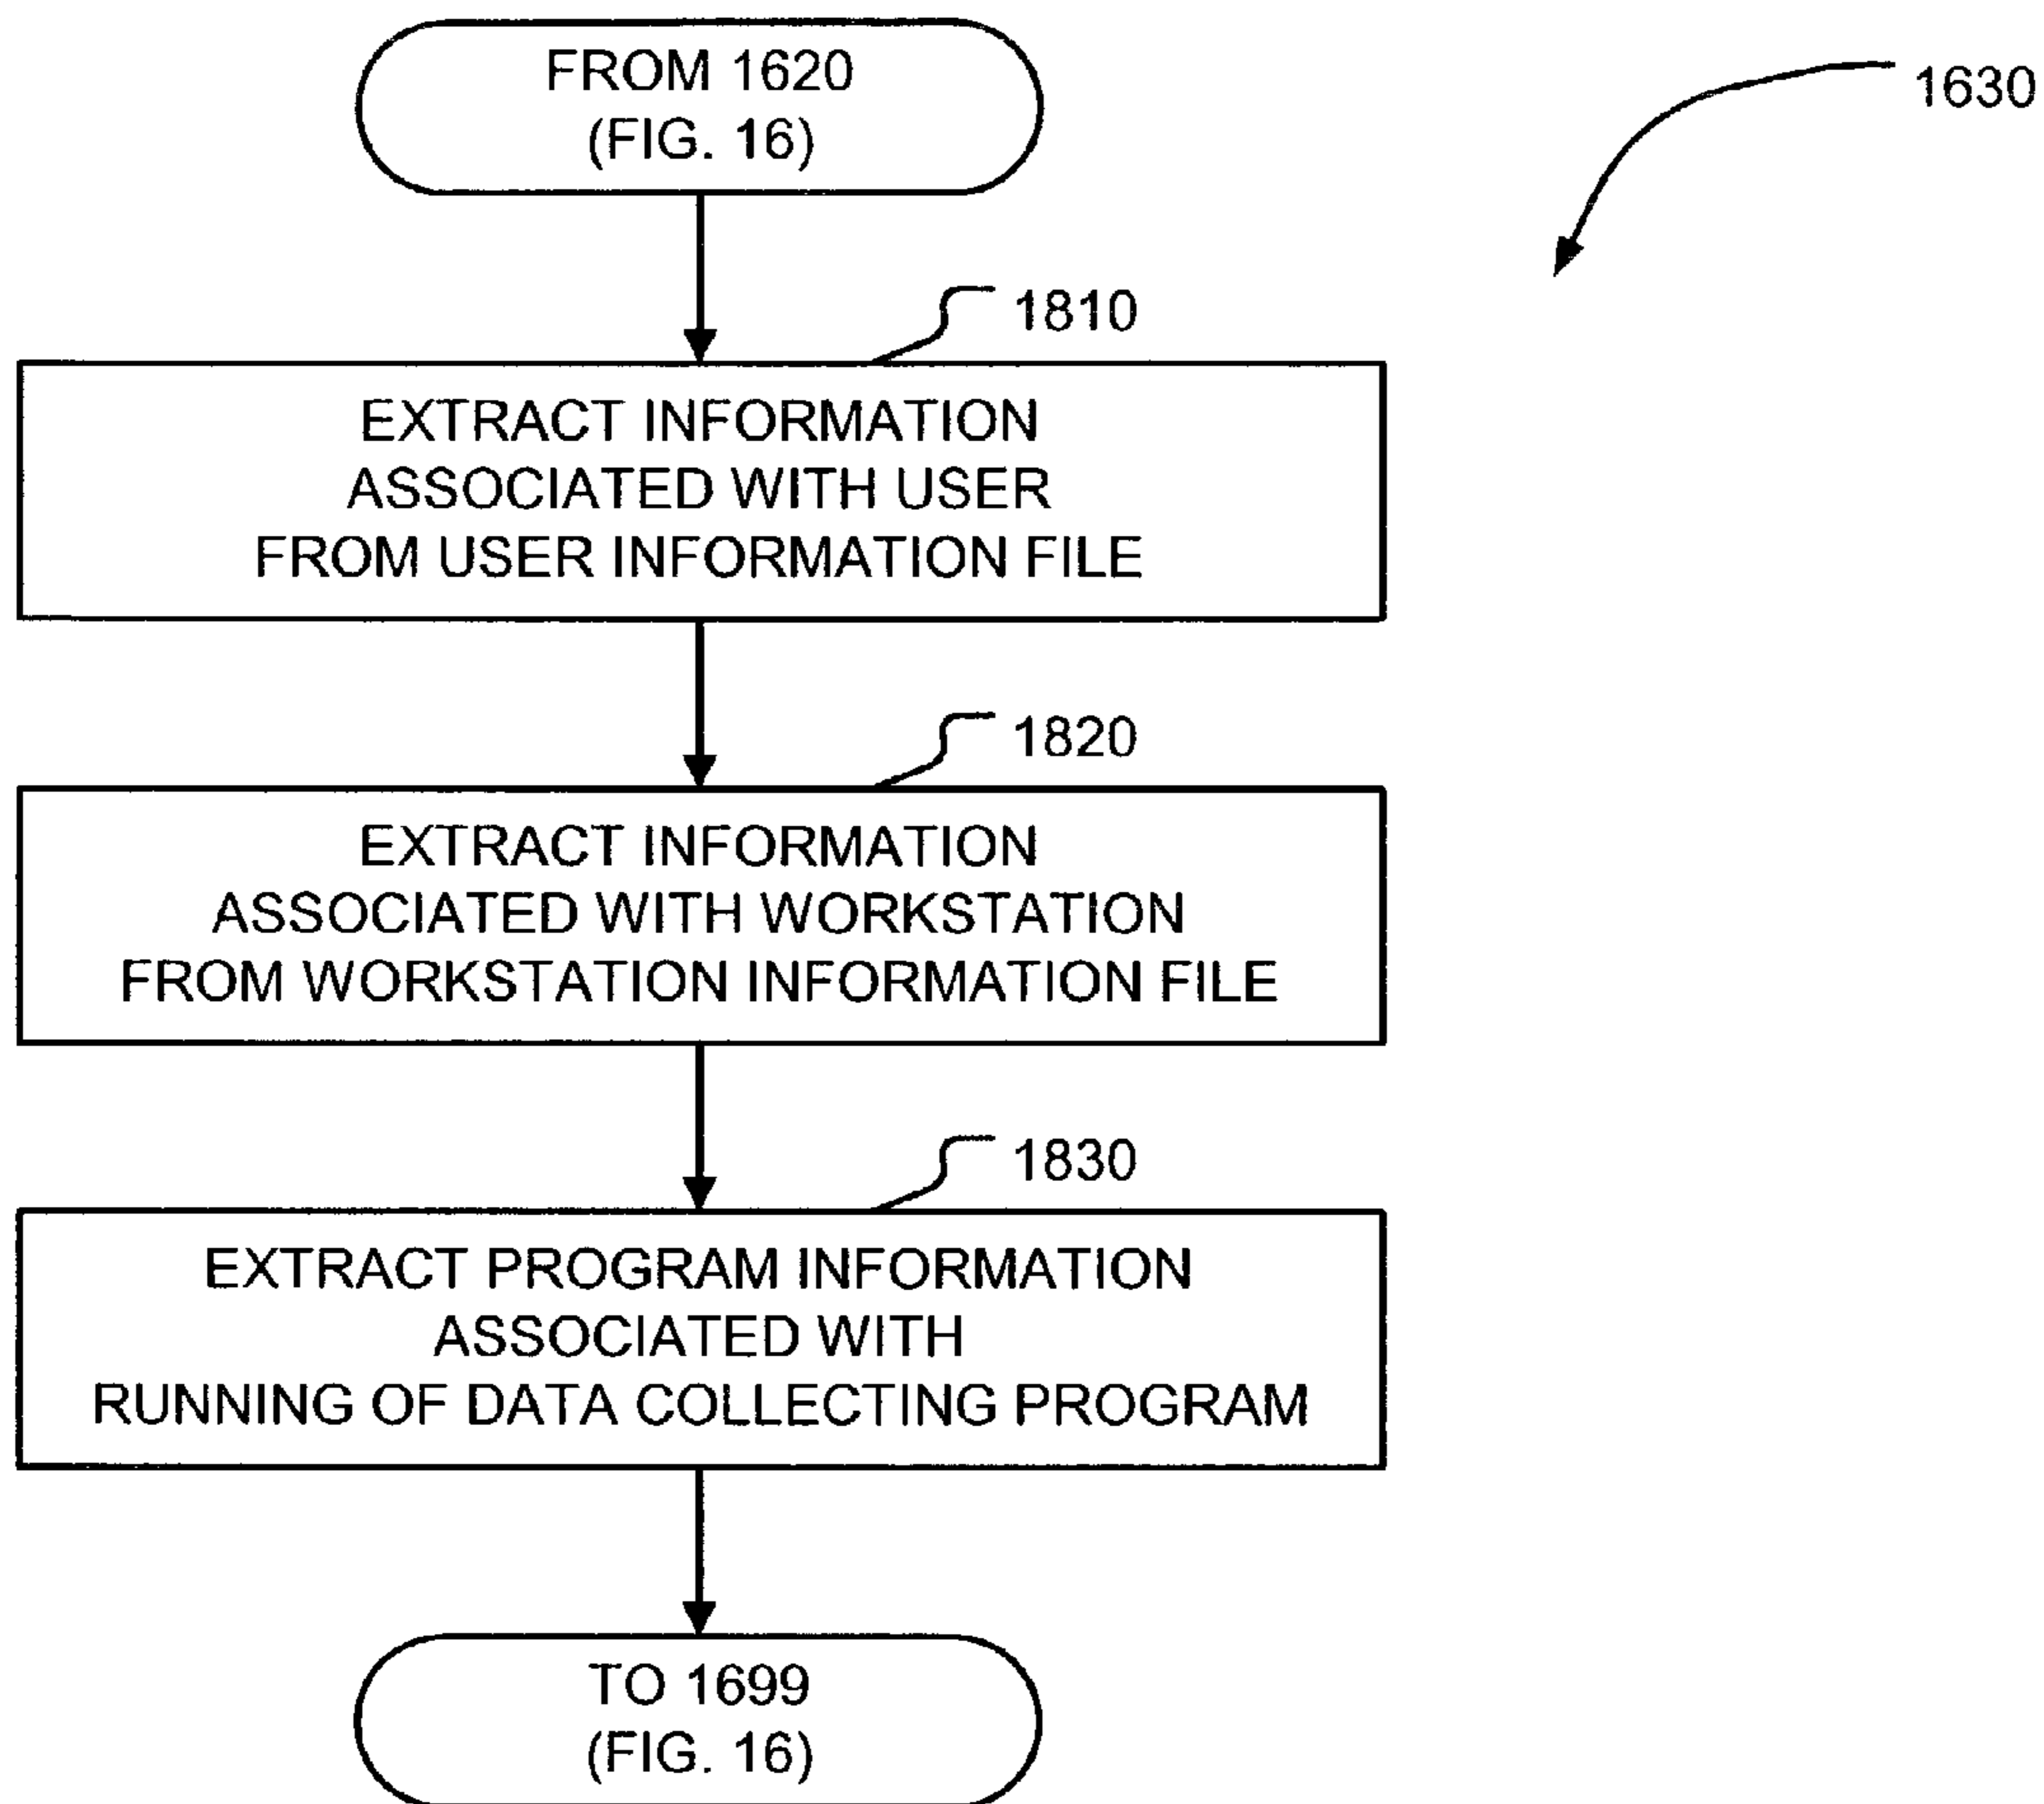 FROM 1620
(FIG. 16)
1630
1810
EXTRACT INFORMATION
ASSOCIATED WITH USER
FROM USER INFORMATION FILE
1820
EXTRACT INFORMATION
ASSOCIATED WITH WORKSTATION
FROM WORKSTATION INFORMATION FILE
1830
EXTRACT PROGRAM INFORMATION
ASSOCIATED WITH
RUNNING OF DATA COLLECTING PROGRAM
TO 1699
(FIG. 16)